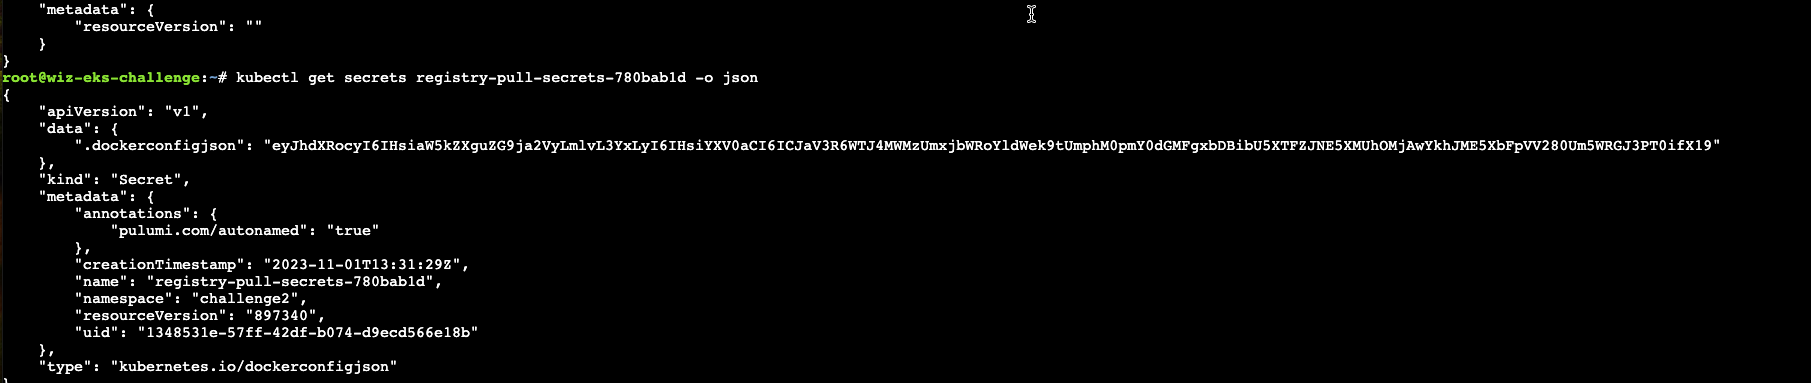 "metadata": {
        "resourceVersion": ""
    }
}
root@wiz-eks-challenge:~# kubectl get secrets registry-pull-secrets-780bab1d -o json
{
    "apiVersion": "v1",
    "data": {
        ".dockerconfigjson": "eyJhdXRocyI6IHsiaW5kZXguZG9ja2VyLmlvL3YxLyI6IHsiYXV0aCI6ICJaV3R6WTJ4MWMzUmxjbWRoYldWek9tUmphM0pmY0dGMFgxbDBibU5XTFZJNE5XMUhOMjAwYkhJME5XbFpVV280Um5WRGJ3PT0ifX19"
    },
    "kind": "Secret",
    "metadata": {
        "annotations": {
            "pulumi.com/autonamed": "true"
        },
        "creationTimestamp": "2023-11-01T13:31:29Z",
        "name": "registry-pull-secrets-780bab1d",
        "namespace": "challenge2",
        "resourceVersion": "897340",
        "uid": "1348531e-57ff-42df-b074-d9ecd566e18b"
    },
    "type": "kubernetes.io/dockerconfigjson"
}